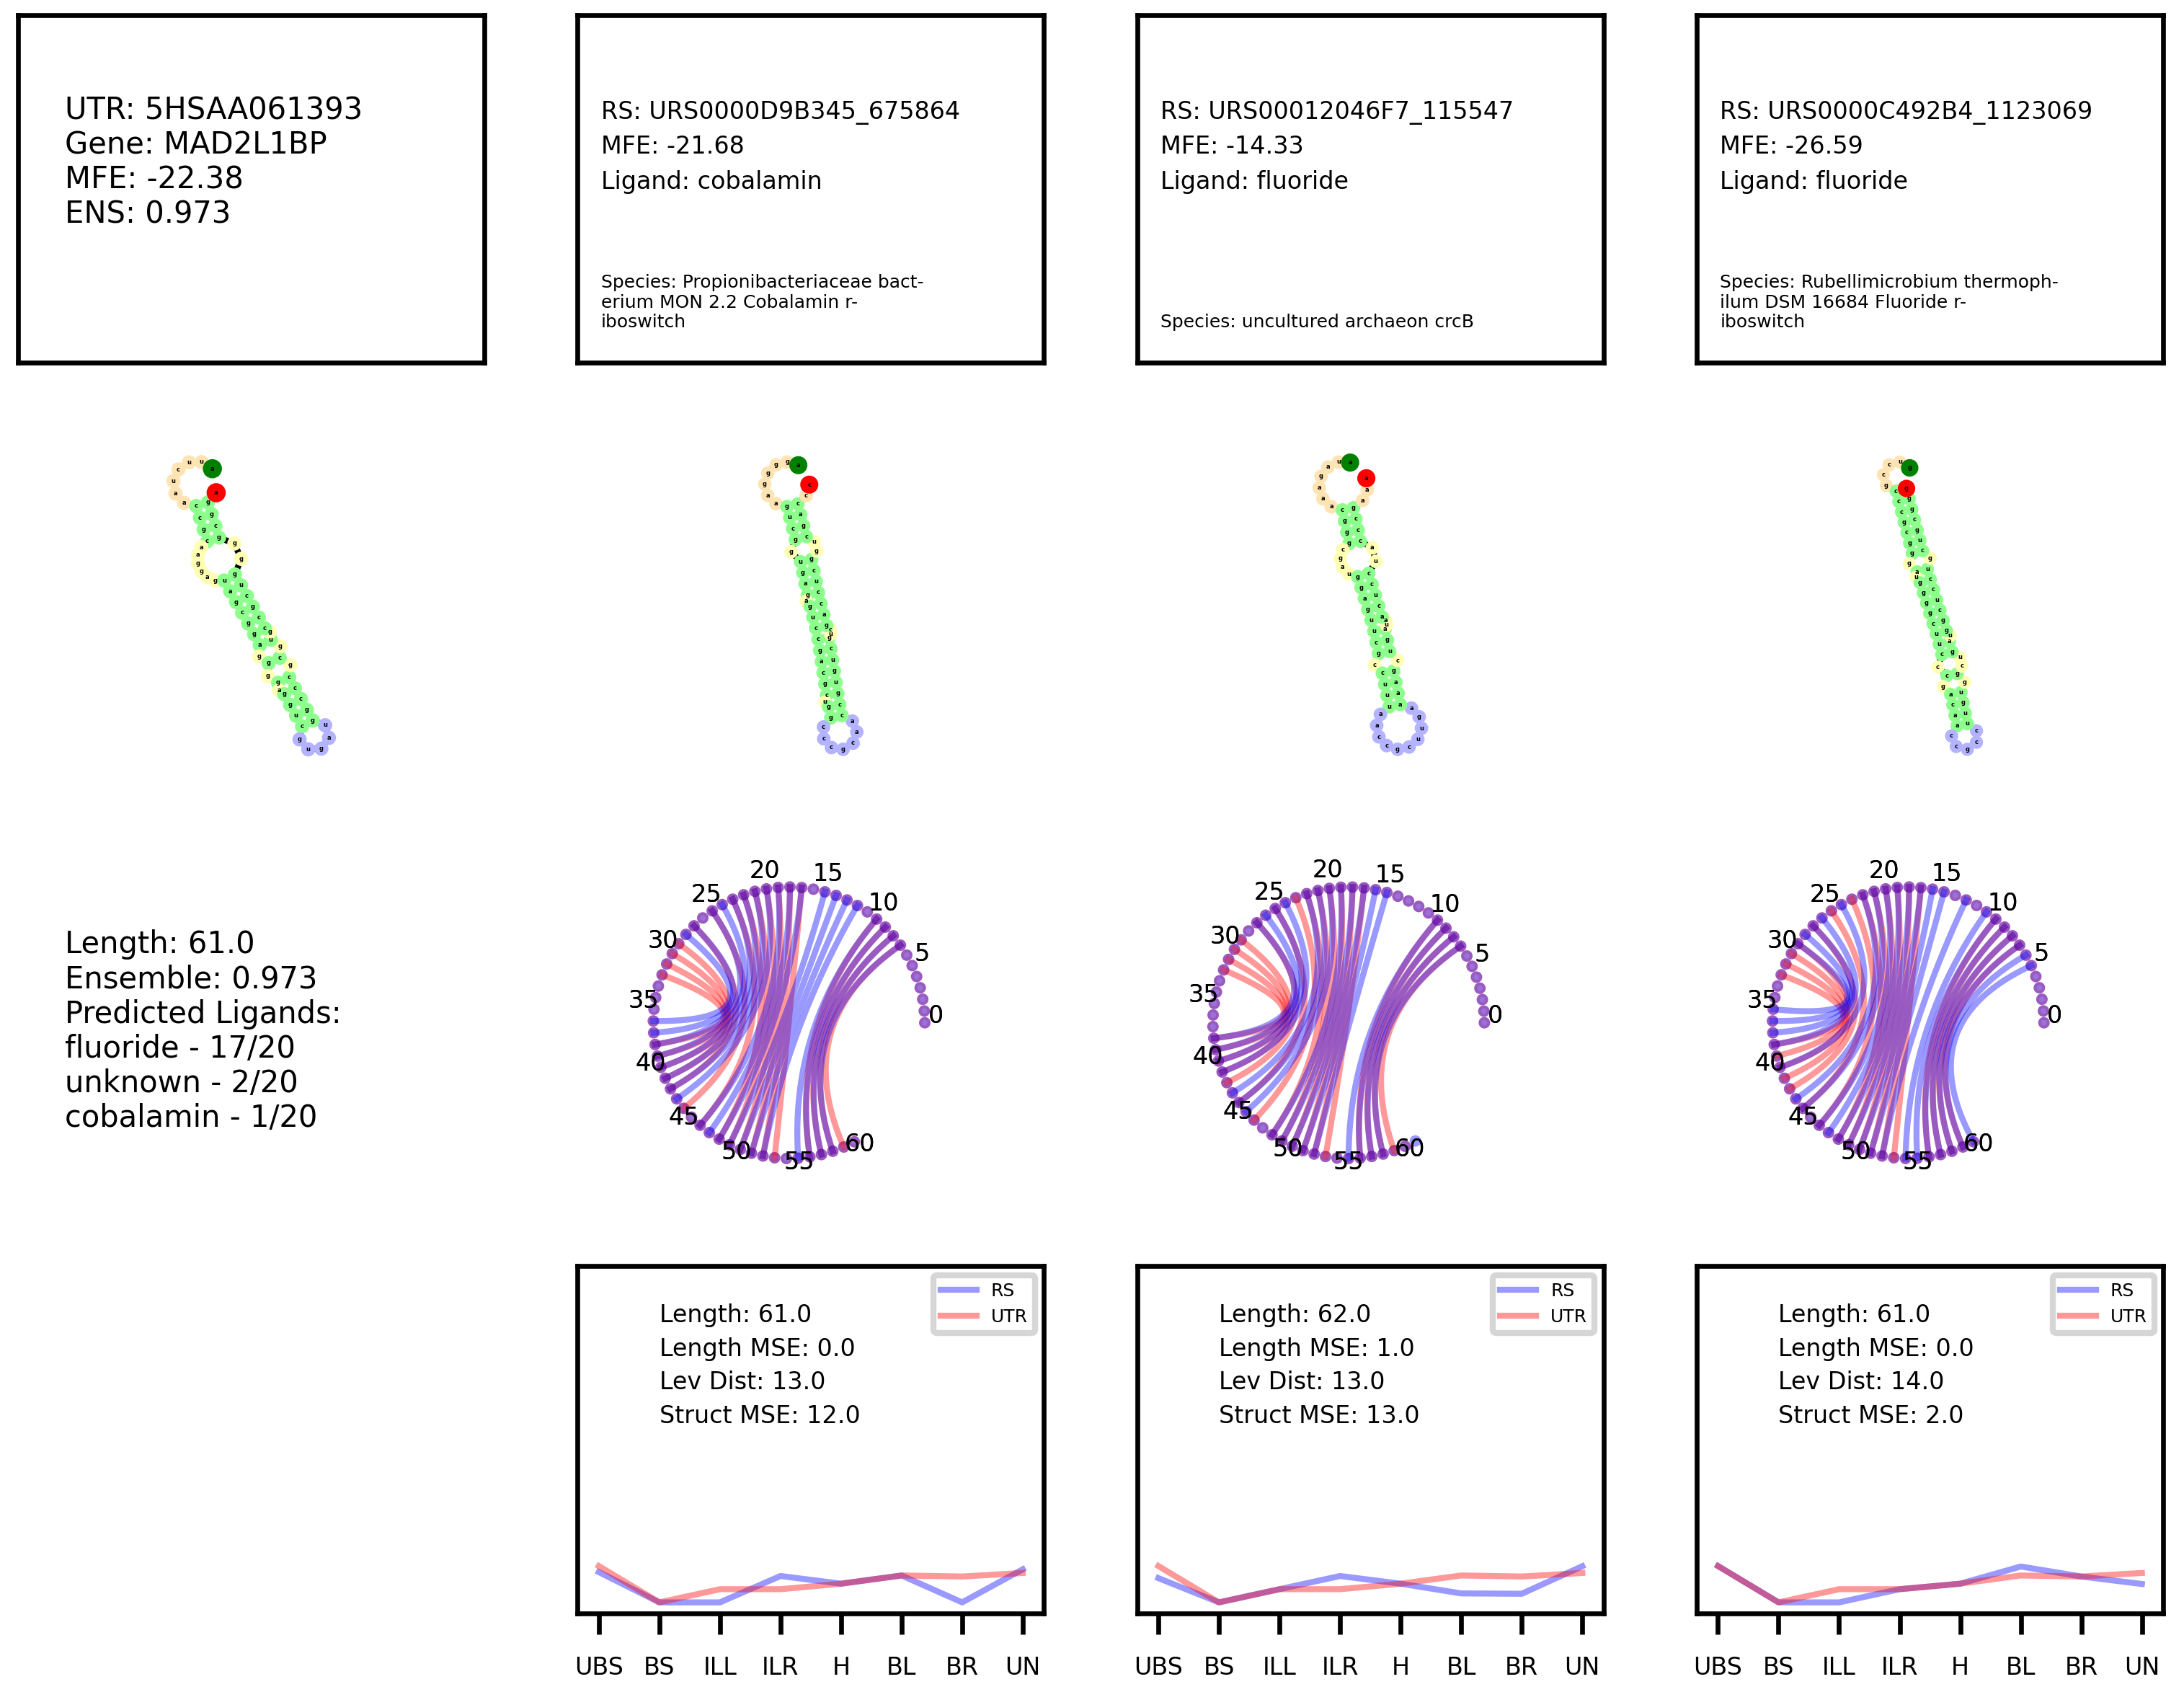 UTR: 5HSAA061393
Gene: MAD2L1BP
MFE: -22.38
ENS: 0.973
RS: URS0000D9B345_675864
MFE: -21.68
Ligand: cobalamin
Species: Propionibacteriaceae bact-
erium MON 2.2 Cobalamin r-
iboswitch
RS: URS00012046F7_115547
MFE: -14.33
Ligand: fluoride
Species: uncultured archaeon crcB
RS: URS0000C492B4_1123069
MFE: -26.59
Ligand: fluoride
Species: Rubellimicrobium thermoph-
ilum DSM 16684 Fluoride r-
iboswitch
Length: 61.0
Ensemble: 0.973
Predicted Ligands:
fluoride - 17/20
unknown - 2/20
cobalamin - 1/20
0
5
10
15
20
25
30
35
40
45
50
55
60
0
5
10
15
20
25
30
35
40
45
50
55
60
0
5
10
15
20
25
30
35
40
45
50
55
60
RS
UTR
Length: 61.0
Length MSE: 0.0
Lev Dist: 13.0
Struct MSE: 12.0
UBS BS ILL ILR H BL BR UN
RS
UTR
Length: 62.0
Length MSE: 1.0
Lev Dist: 13.0
Struct MSE: 13.0
UBS BS ILL ILR H BL BR UN
RS
UTR
Length: 61.0
Length MSE: 0.0
Lev Dist: 14.0
Struct MSE: 2.0
UBS BS ILL ILR H BL BR UN